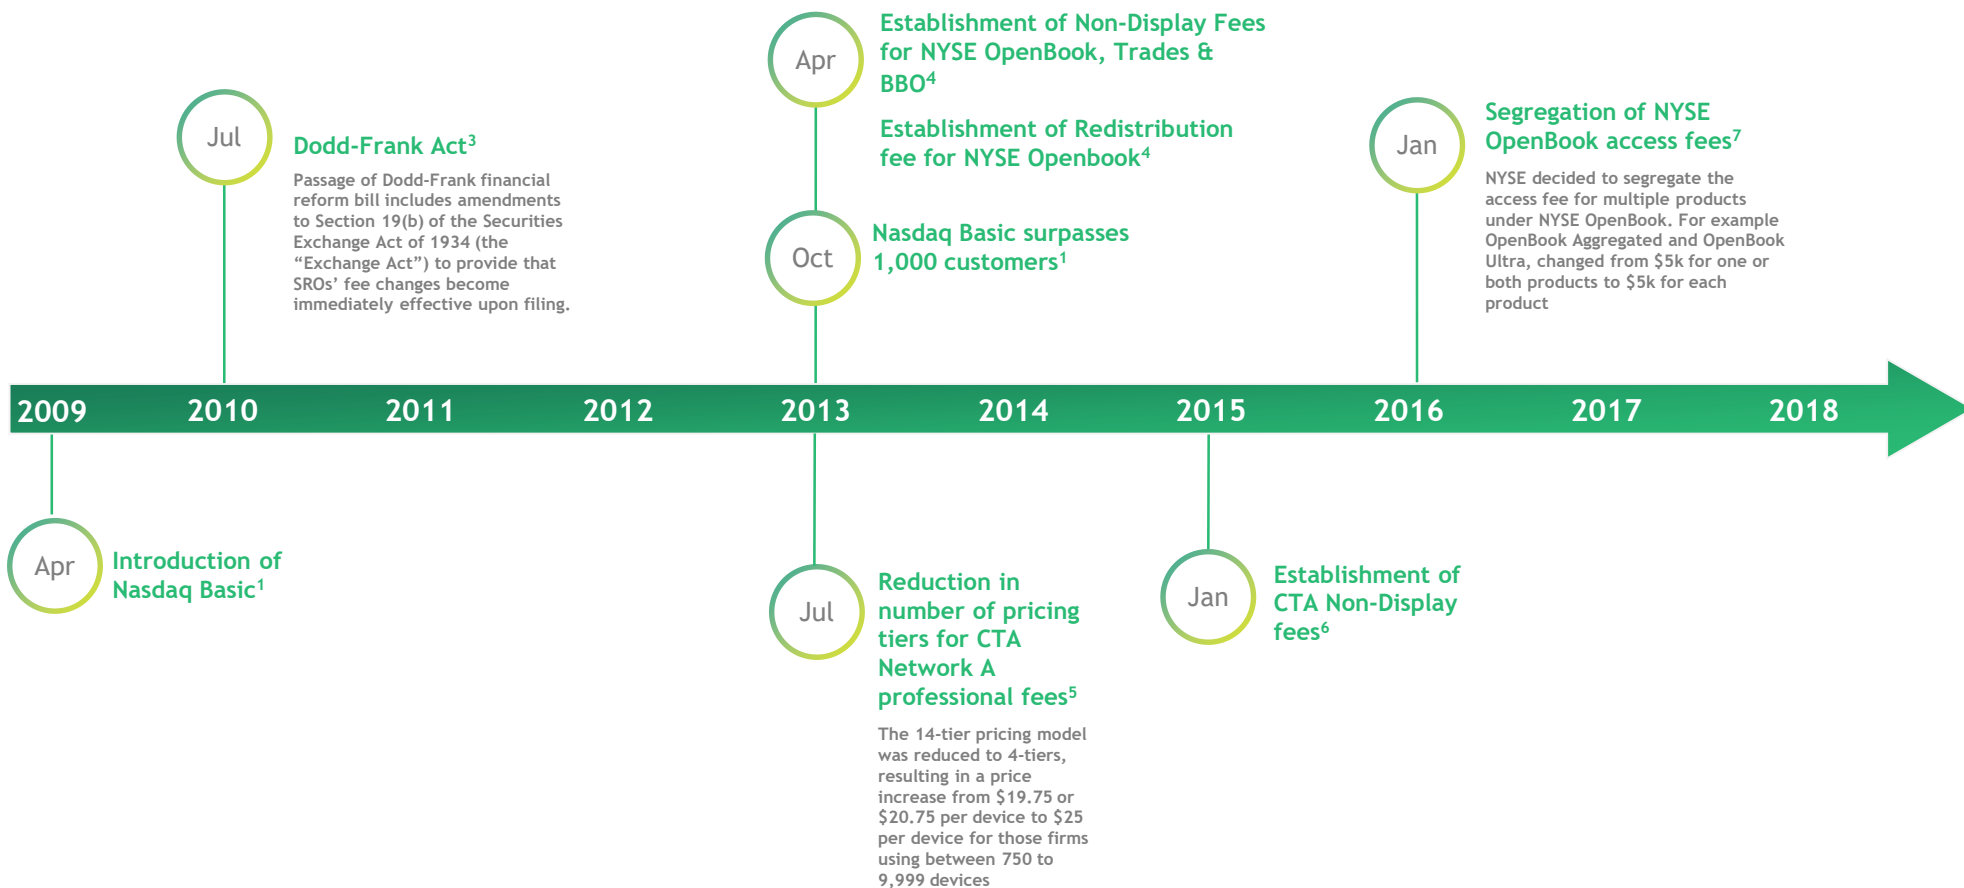 Apr
Establishment of Non-Display Fees
for NYSE OpenBook, Trades &
BBO4
Establishment of Redistribution
fee for NYSE Openbook4
Jul
Dodd-Frank Act3
Passage of Dodd-Frank financial
reform bill includes amendments
to Section 19(b) of the Securities
Exchange Act of 1934 (the
“Exchange Act”) to provide that
SROs’ fee changes become
immediately effective upon filing.
Oct
Nasdaq Basic surpasses
1,000 customers1
Jan
Segregation of NYSE
OpenBook access fees7
NYSE decided to segregate the
access fee for multiple products
under NYSE OpenBook. For example
OpenBook Aggregated and OpenBook
Ultra, changed from $5k for one or
both products to $5k for each
product
2009 2010 2011 2012 2013 2014 2015 2016 2017 2018
Apr
Introduction of
Nasdaq Basic1
Jul
Reduction in
number of pricing
tiers for CTA
Network A
professional fees5
The 14-tier pricing model
was reduced to 4-tiers,
resulting in a price
increase from $19.75 or
$20.75 per device to $25
per device for those firms
using between 750 to
9,999 devices
Jan
Establishment of
CTA Non-Display
fees6